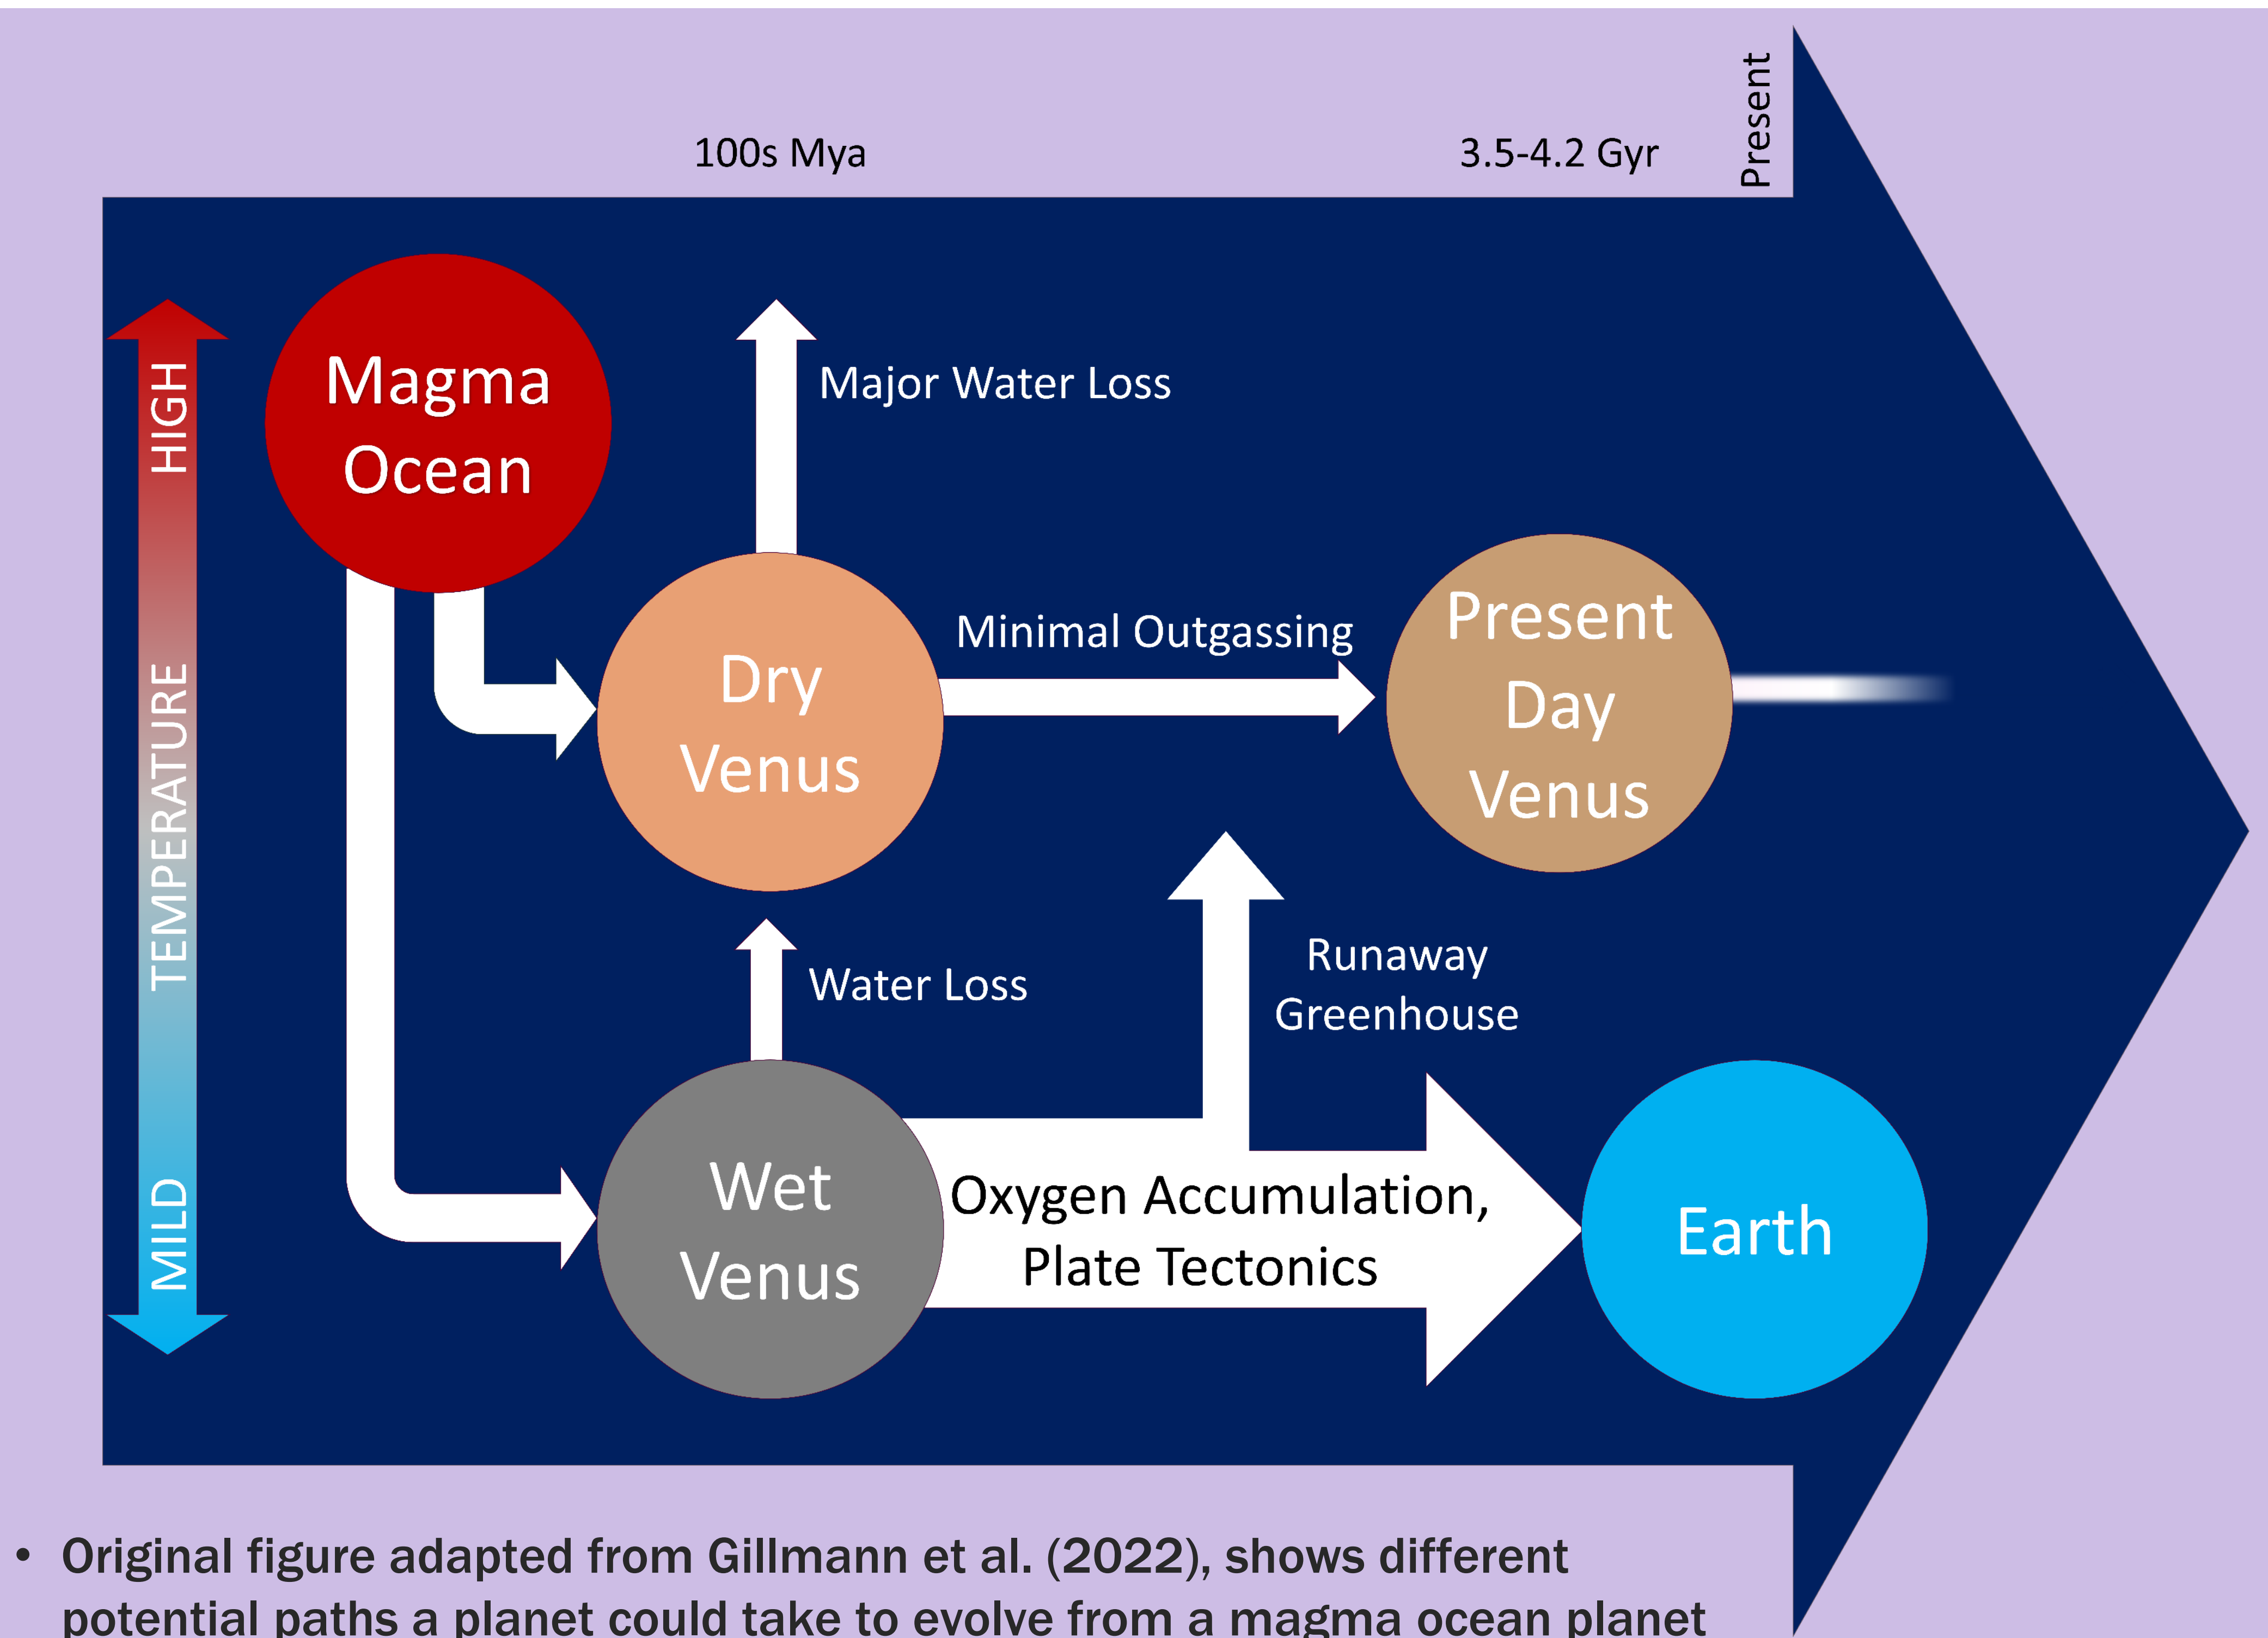 Present
100s Mya
3.5-4.2 Gyr
HIGH
TEMPERATURE
MILD
Magma
Ocean
Major Water Loss
Dry
Venus
Minimal Outgassing
Present
Day
Venus
Water Loss
Runaway
Greenhouse
Wet
Venus
Oxygen Accumulation,
Plate Tectonics
Earth
• Original figure adapted from Gillmann et al. (2022), shows different
potential paths a planet could take to evolve from a magma ocean planet